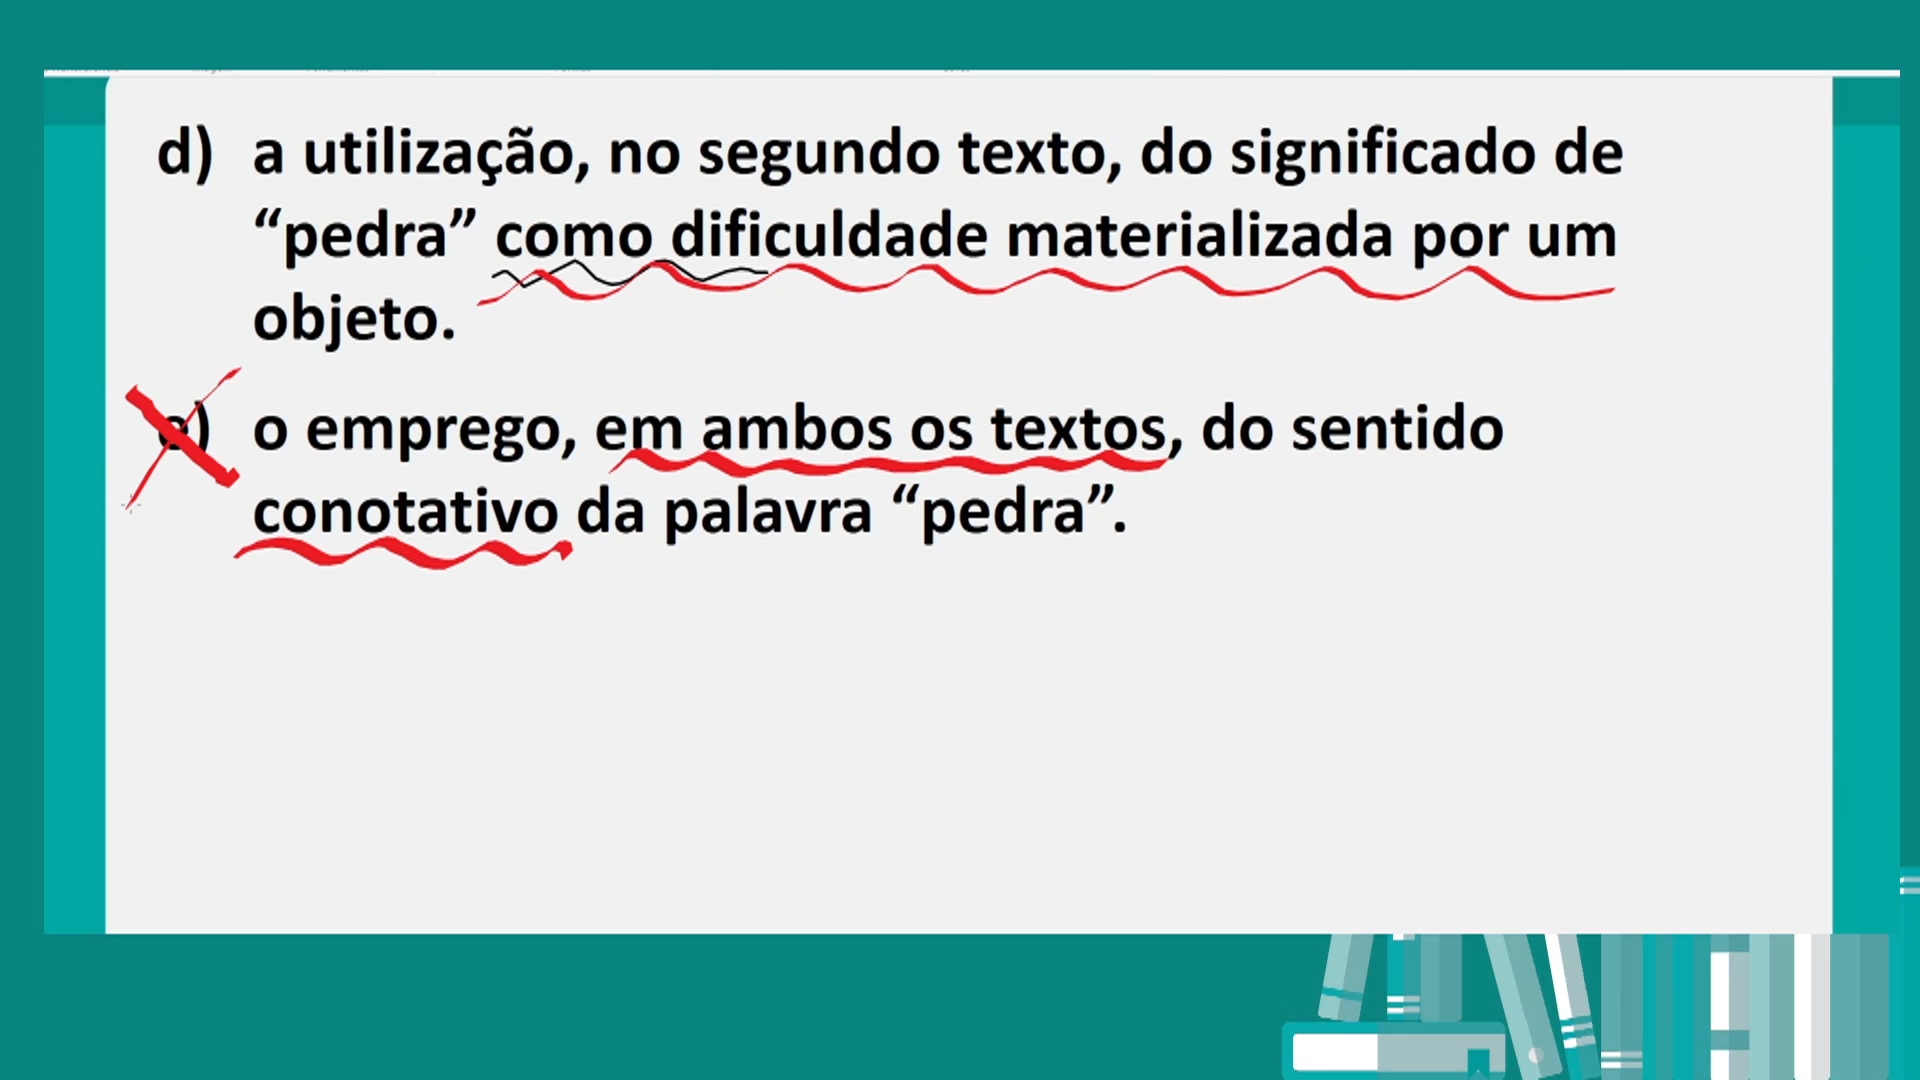 d) a utilização, no segundo texto, do significado de
“pedra” como dificuldade materializada por um
objeto.
e) o emprego, em ambos os textos, do sentido
conotativo da palavra “pedra”.